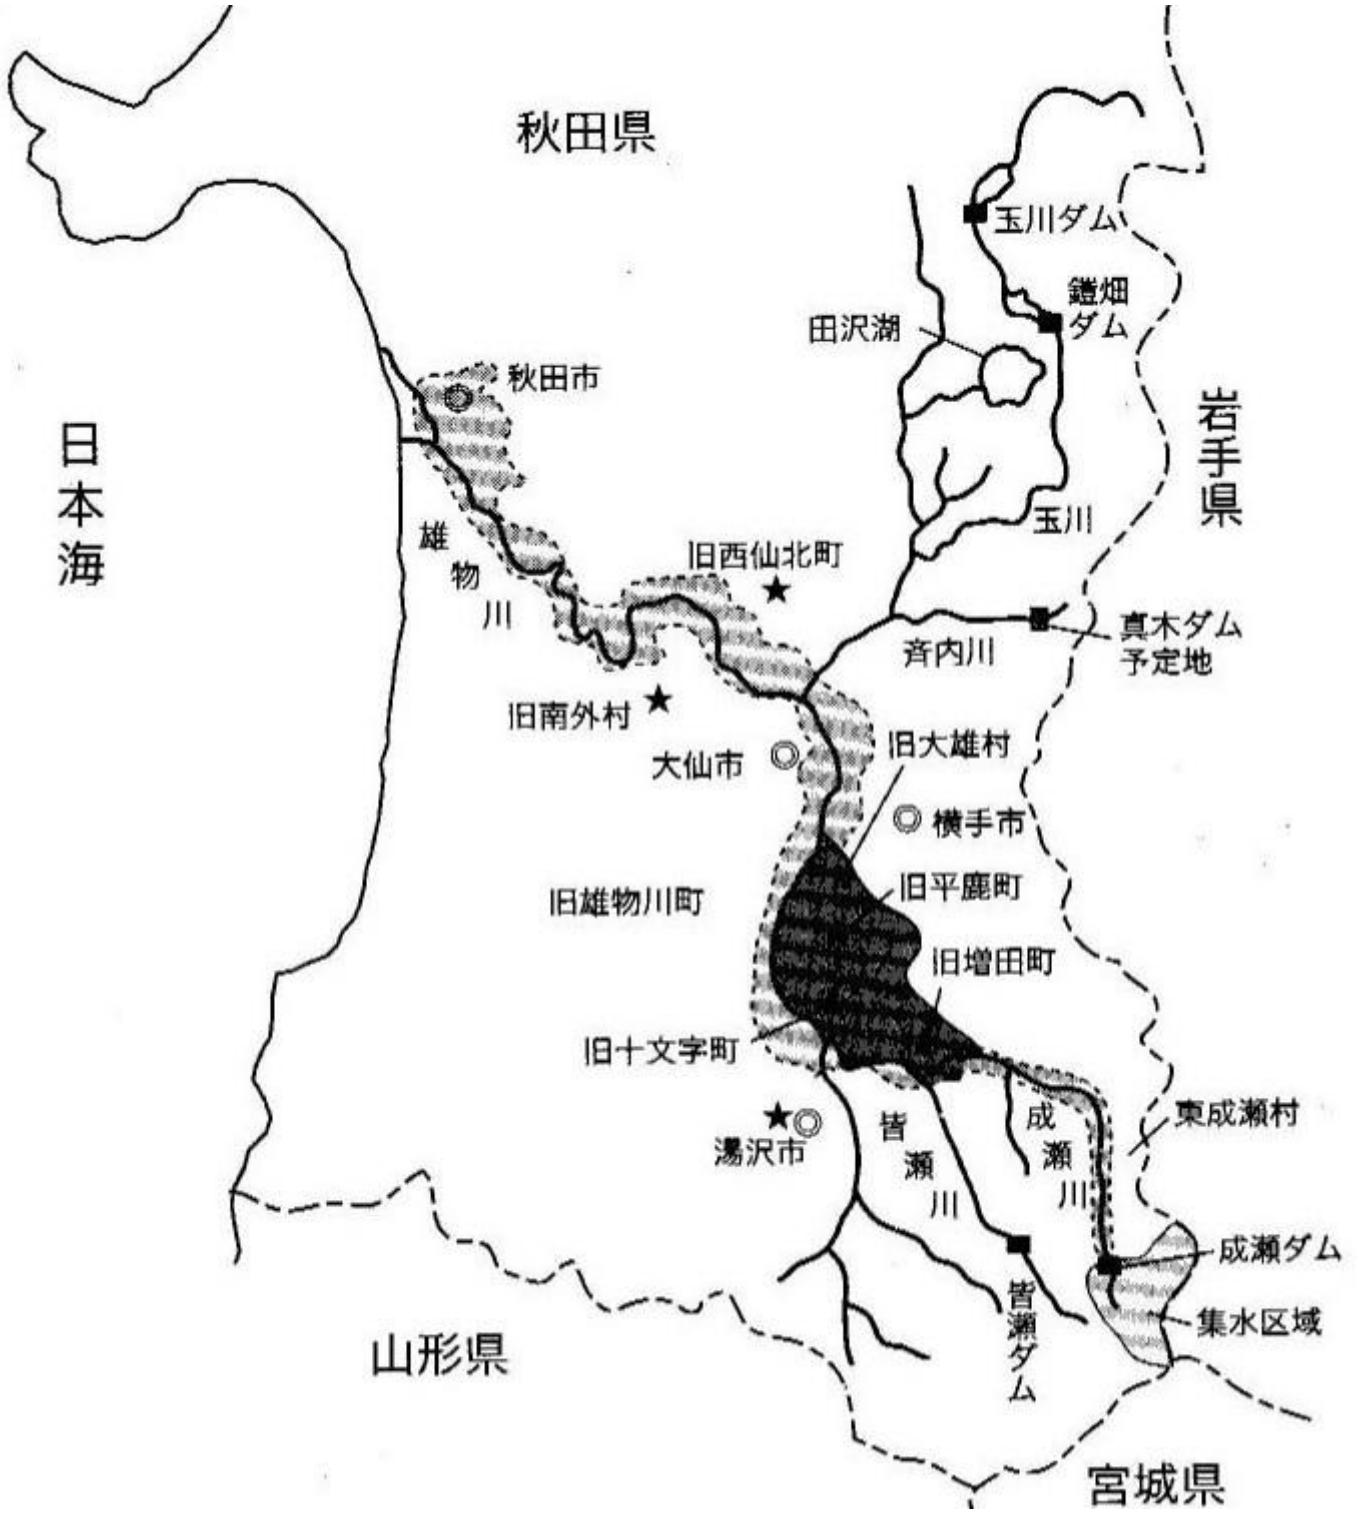 秋田県
玉川ダム
鎧畑
ダム
田沢湖
秋田市
岩手県
日本海
玉川
雄物川
旧西仙北町
真木ダム
予定地
斉内川
旧南外村
大仙市
旧大雄村
横手市
旧平鹿町
旧雄物川町
旧増田町
旧十文字町
東成瀬村
皆瀬川
成瀬川
湯沢市
成瀬ダム
集水区域
皆瀬ダム
山形県
宮城県